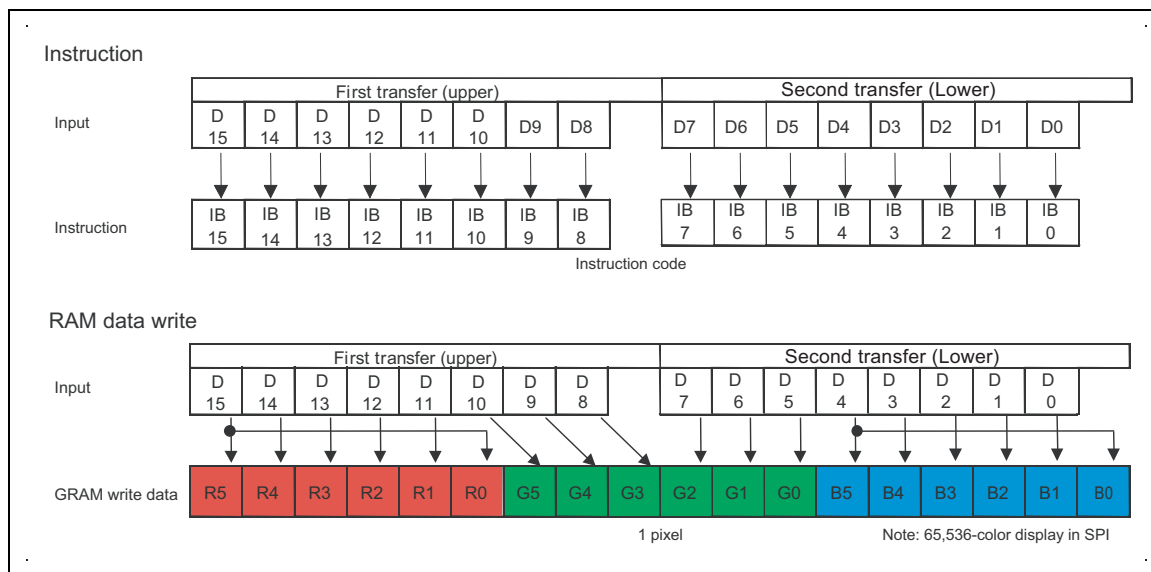 Instruction
First transfer (upper) Second transfer (Lower)
Input D 15 D 14 D 13 D 12 D 11 D 10 D9 D8 D7 D6 D5 D4 D3 D2 D1 D0
Instruction IB 15 IB 14 IB 13 IB 12 IB 11 IB 10 IB 9 IB 8 IB 7 IB 6 IB 5 IB 4 IB 3 IB 2 IB 1 IB 0
Instruction code
RAM data write
First transfer (upper) Second transfer (Lower)
Input D 15 D 14 D 13 D 12 D 11 D 10 D 9 D 8 D 7 D 6 D 5 D 4 D 3 D 2 D 1 D 0
GRAM write data R5 R4 R3 R2 R1 R0 G5 G4 G3 G2 G1 G0 B5 B4 B3 B2 B1 B0
1 pixel Note: 65,536-color display in SPI